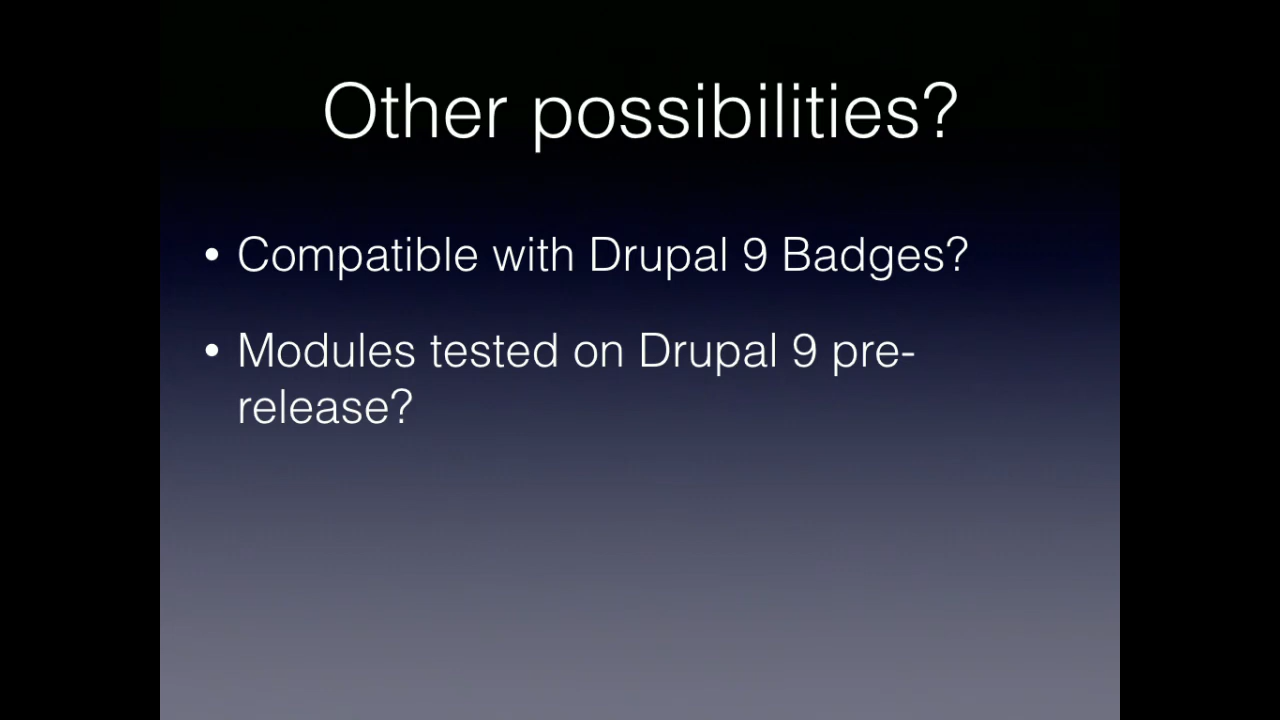 Other possibilities?
• Compatible with Drupal 9 Badges?
• Modules tested on Drupal 9 pre-
release?